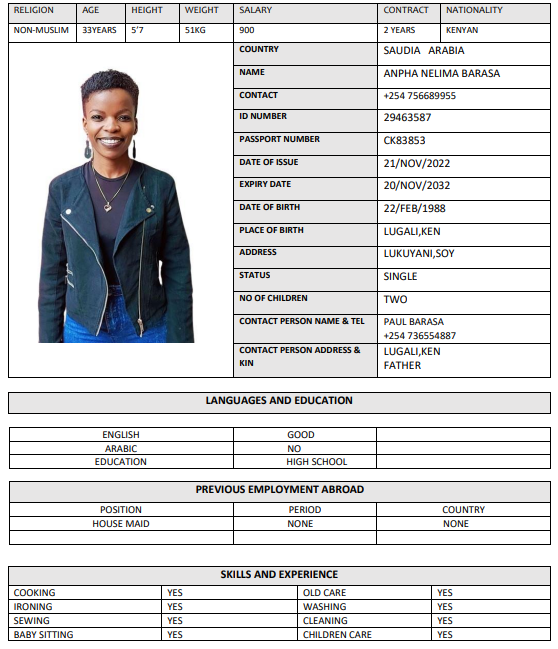 RELIGION AGE HEIGHT WEIGHT SALARY CONTRACT NATIONALITY
NON-MUSLIM 33YEARS 5'7 51KG 900 2 YEARS KENYAN
COUNTRY SAUDIA ARABIA
NAME ANPHA NELIMA BARASA
CONTACT +254 756689955
ID NUMBER 29463587
PASSPORT NUMBER CK83853
DATE OF ISSUE 21/NOV/2022
EXPIRY DATE 20/NOV/2032
DATE OF BIRTH 22/FEB/1988
PLACE OF BIRTH LUGALI,KEN
ADDRESS LUKUYANI,SOY
STATUS SINGLE
NO OF CHILDREN TWO
CONTACT PERSON NAME & TEL PAUL BARASA
+254 736554887
CONTACT PERSON ADDRESS & LUGALI,KEN
KIN FATHER
LANGUAGES AND EDUCATION
ENGLISH GOOD
ARABIC NO
EDUCATION HIGH SCHOOL
PREVIOUS EMPLOYMENT ABROAD
POSITION PERIOD COUNTRY
HOUSE MAID NONE NONE
SKILLS AND EXPERIENCE
COOKING YES OLD CARE YES
IRONING YES WASHING YES
SEWING YES CLEANING YES
BABY SITTING YES CHILDREN CARE YES